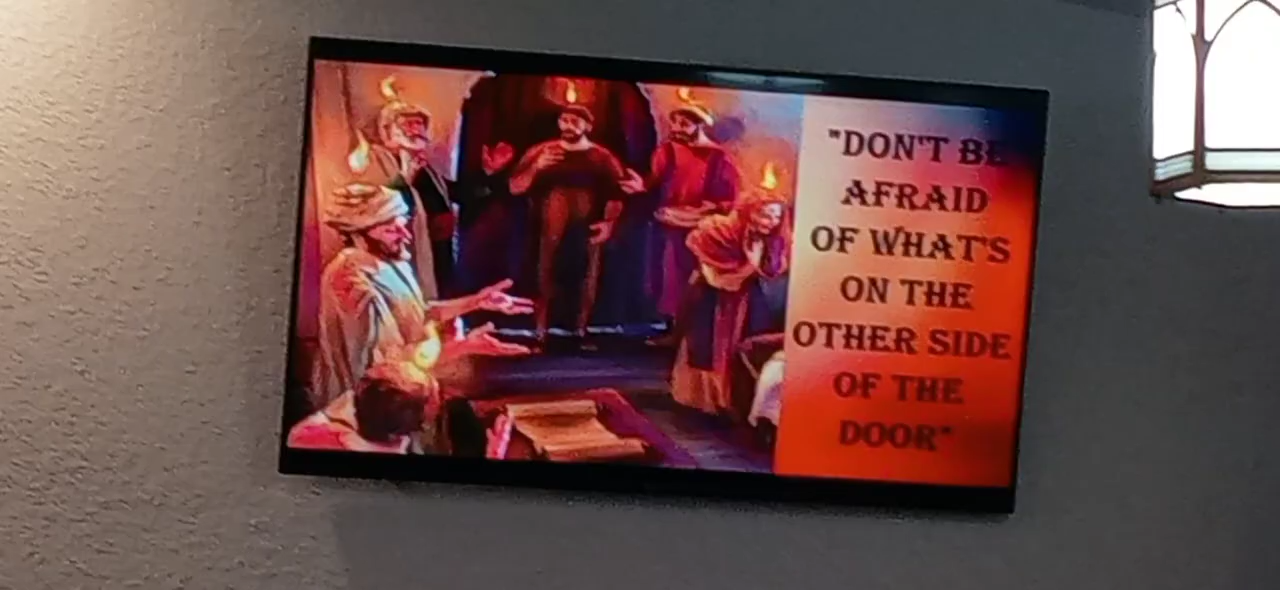 "DON'T BE
AFRAID
OF WHAT'S
ON THE
OTHER SIDE
OF THE
DOOR"